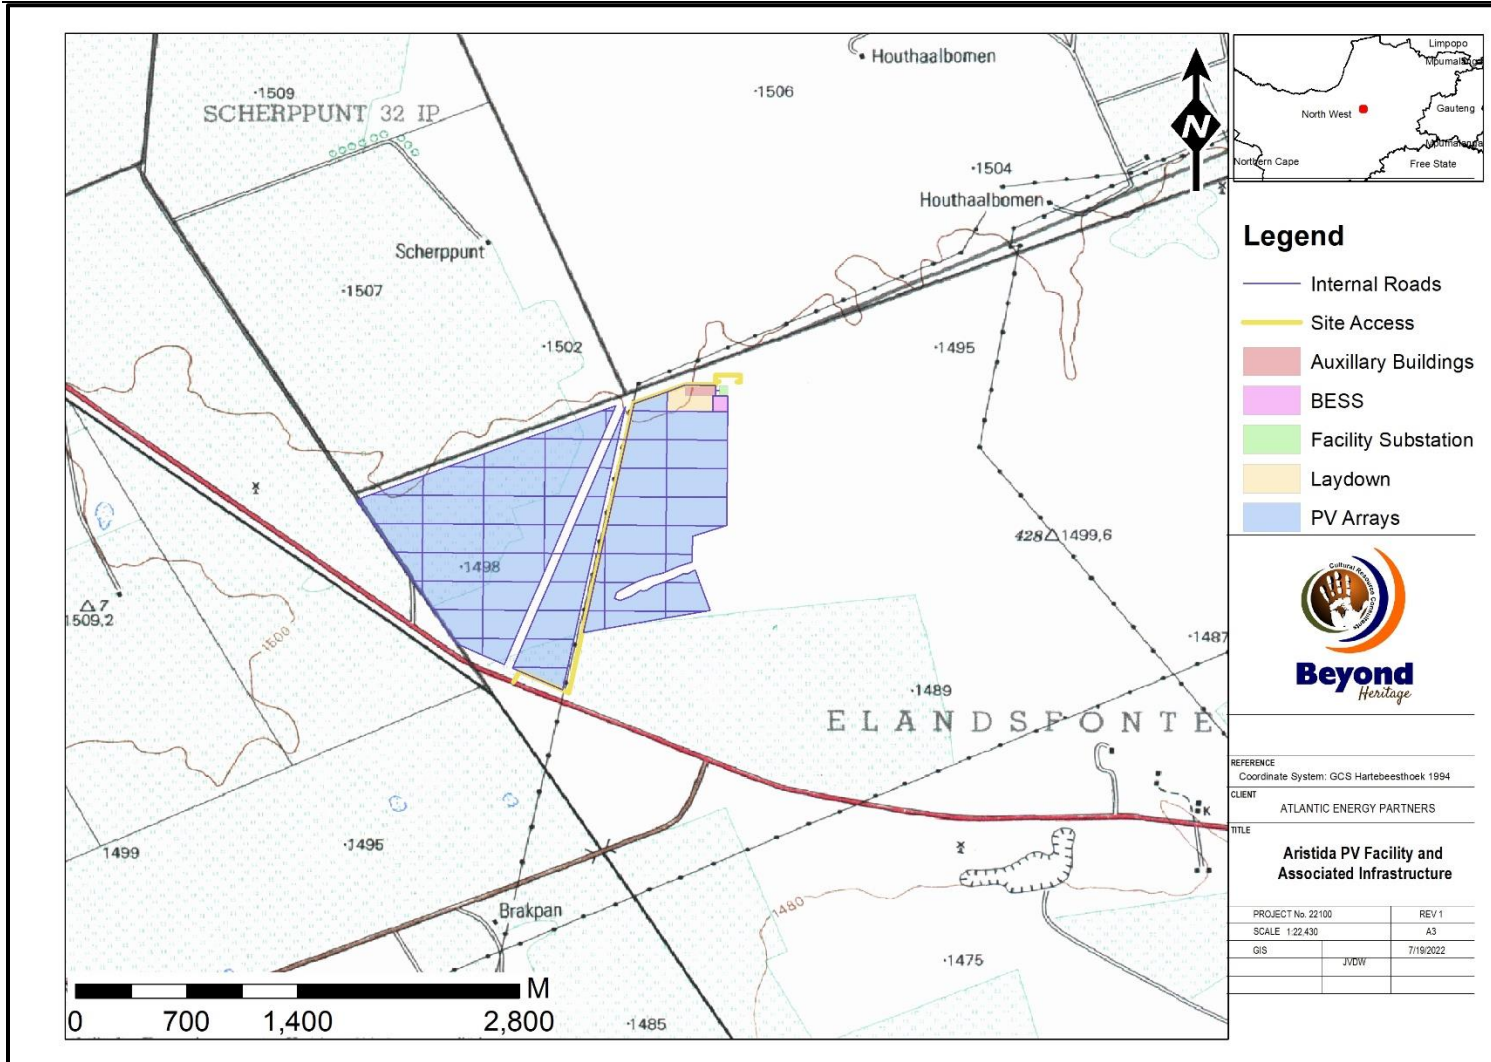 Houthaalbomen
·1509
SCHERPPUNT 32 IP
·1506
·1504
Houthaalbomen
Scherppunt
·1507
·1502
·1495
·1498
428 1499,6
7
1509,2
1500
·1487
·1489
ELANDSFONTE
·1495
1499
K
Brakpan
1480
·1475
·1485
M
0 700 1,400 2,800
N
Limpopo
North West
Gauteng
Northern Cape
Free State
Legend
Internal Roads
Site Access
Auxillary Buildings
BESS
Facility Substation
Laydown
PV Arrays
Cultural Resource Consultants
Beyond
Heritage
REFERENCE
Coordinate System: GCS Hartebeesthoek 1994
CLIENT
ATLANTIC ENERGY PARTNERS
TITLE
Aristida PV Facility and
Associated Infrastructure
PROJECT No. 22100 REV 1
SCALE 1:22,430 A3
GIS 7/19/2022
JVDW